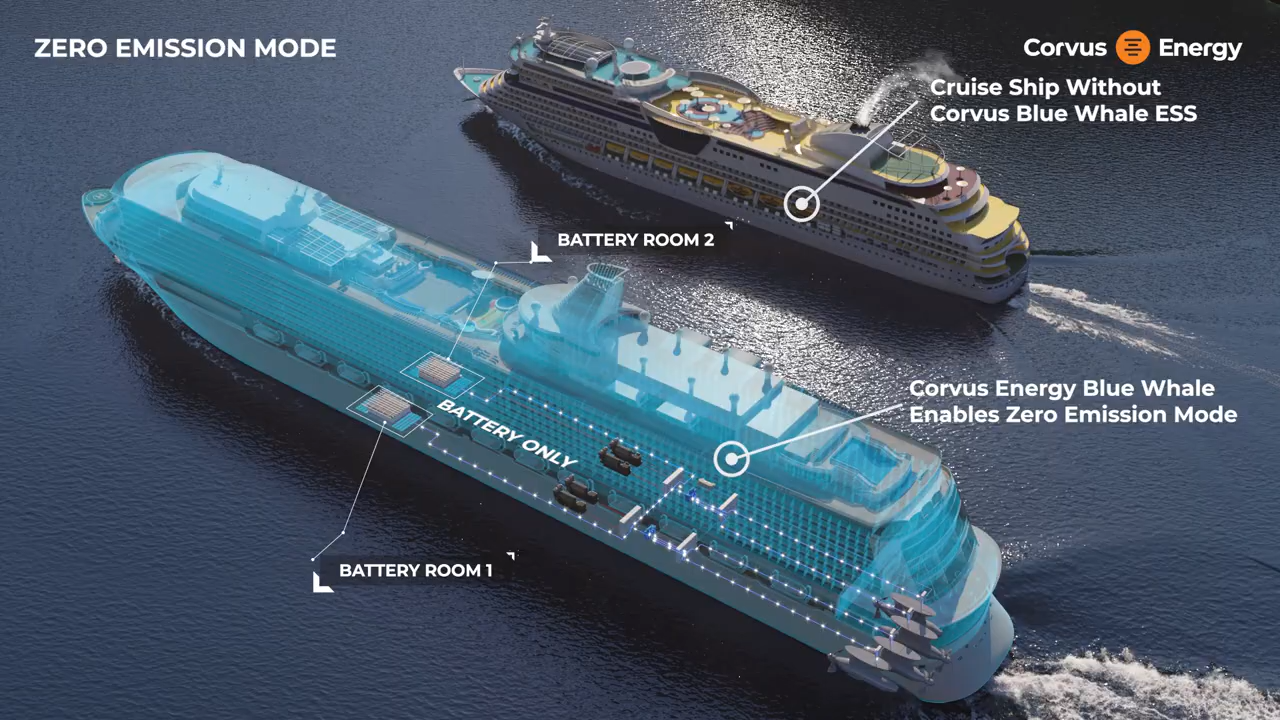 ZERO EMISSION MODE
Corvus Energy
Cruise Ship Without
Corvus Blue Whale ESS
BATTERY ROOM 2
Corvus Energy Blue Whale
Enables Zero Emission Mode
BATTERY ONLY
BATTERY ROOM 1